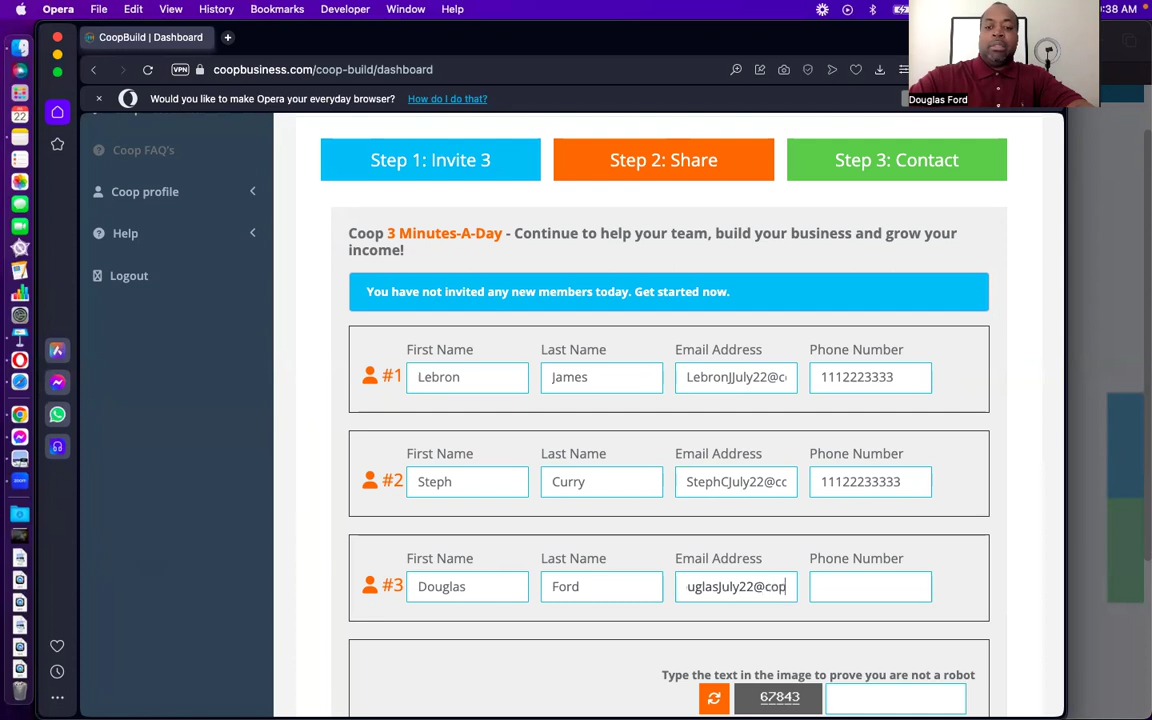 Opera File Edit View History Bookmarks Developer Window Help
:38 AM
CoopBuild | Dashboard
VPN coopbusiness.com/coop-build/dashboard
Douglas Ford
Would you like to make Opera your everyday browser? How do I do that?
Coop FAQ's
Coop profile
Help
Logout
Step 1: Invite 3 Step 2: Share Step 3: Contact
Coop 3 Minutes-A-Day - Continue to help your team, build your business and grow your
income!
You have not invited any new members today. Get started now.
First Name Last Name Email Address Phone Number
#1 Lebron James LebronJJuly22@c 1112223333
First Name Last Name Email Address Phone Number
#2 Steph Curry StephCJuly22@cc 11122233333
First Name Last Name Email Address Phone Number
#3 Douglas Ford uglasJuly22@cop
Type the text in the image to prove you are not a robot
67843